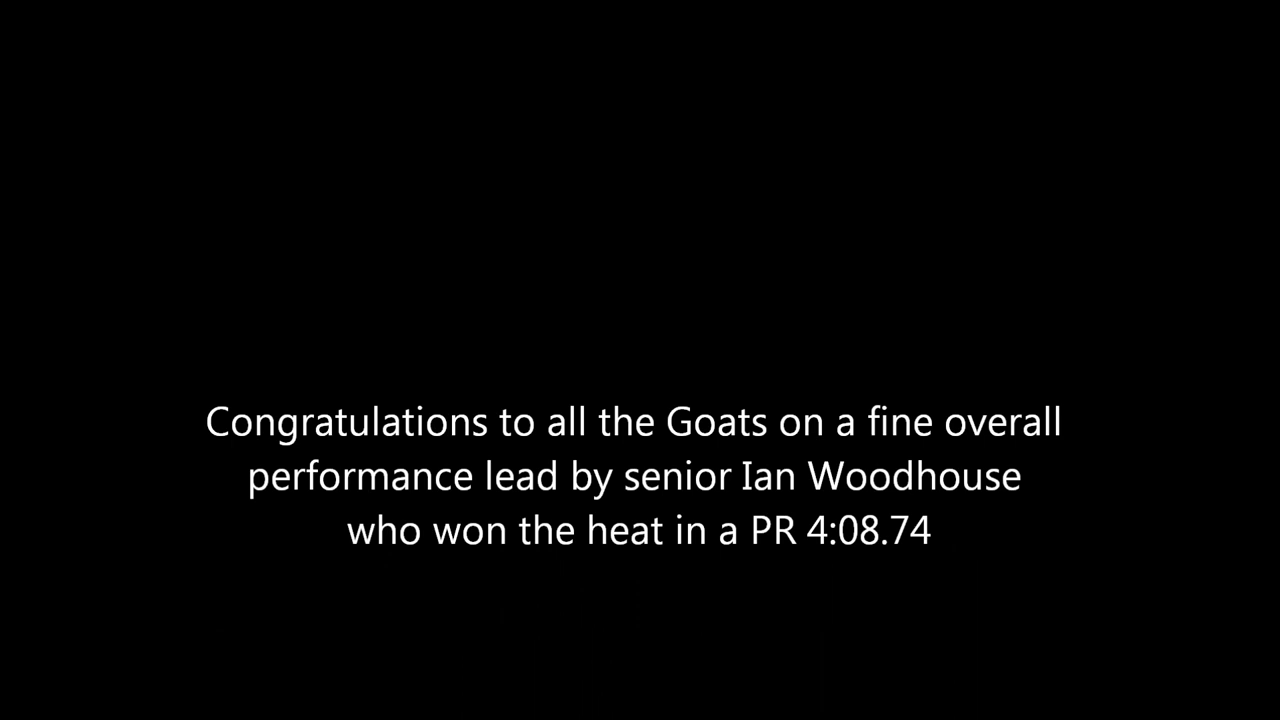 Congratulations to all the Goats on a fine overall
performance lead by senior Ian Woodhouse
who won the heat in a PR 4:08.74